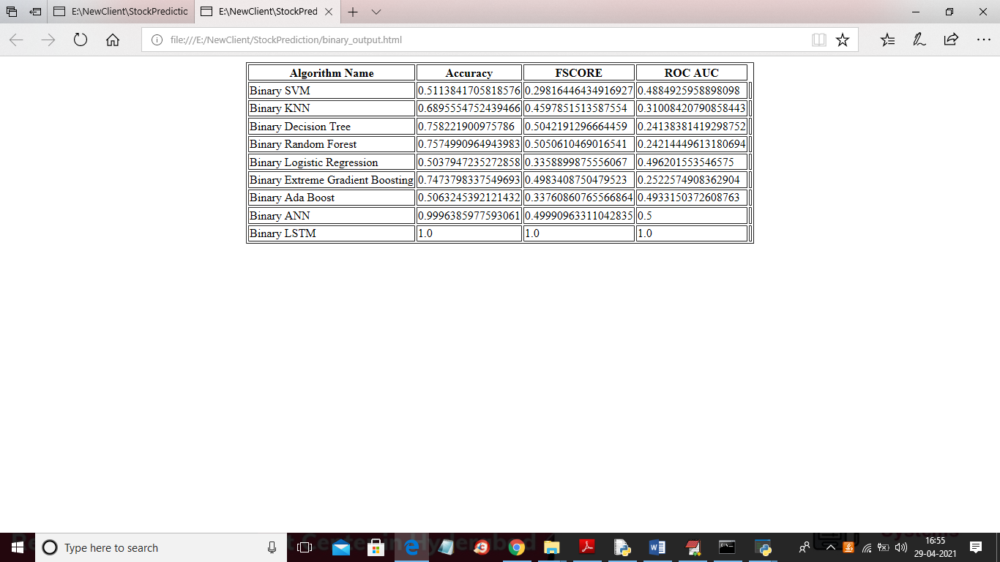 E:\NewClient\StockPredictic
E:\NewClient\StockPred
file:///E:/NewClient/StockPrediction/binary_output.html
Algorithm Name Accuracy FSCORE ROC AUC
Binary SVM 0.5113841705818576 0.29816446434916927 0.4884925958898098
Binary KNN 0.6895554752439466 0.4597851513587554 0.31008420790858443
Binary Decision Tree 0.758221900975786 0.5042191296664459 0.24138381419298752
Binary Random Forest 0.7574990964943983 0.5050610469016541 0.24214449613180694
Binary Logistic Regression 0.5037947235272858 0.3358899875556067 0.496201553546575
Binary Extreme Gradient Boosting 0.7473798337549693 0.4983408750479523 0.2522574908362904
Binary Ada Boost 0.5063245392121432 0.33760860765566864 0.4933150372608763
Binary ANN 0.9996385977593061 0.49990963311042835 0.5
Binary LSTM 1.0 1.0 1.0
Type here to search
16:55
29-04-2021